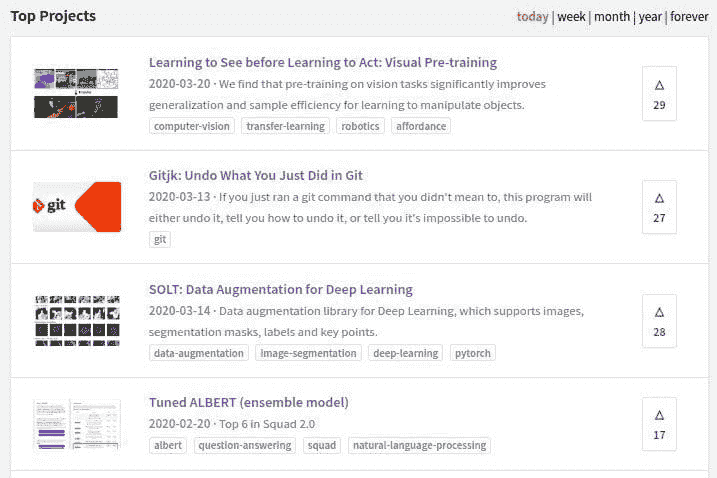 Top Projects
today | week | month | year | forever
Learning to See before Learning to Act: Visual Pre-training
2020-03-20 · We find that pre-training on vision tasks significantly improves
generalization and sample efficiency for learning to manipulate objects.
computer-vision transfer-learning robotics affordance
29
git
Gitjk: Undo What You Just Did in Git
2020-03-13 · If you just ran a git command that you didn't mean to, this program will
either undo it, tell you how to undo it, or tell you it's impossible to undo.
git
27
SOLT: Data Augmentation for Deep Learning
2020-03-14 · Data augmentation library for Deep Learning, which supports images,
segmentation masks, labels and key points.
data-augmentation image-segmentation deep-learning pytorch
28
Tuned ALBERT (ensemble model)
2020-02-20 · Top 6 in Squad 2.0
albert question-answering squad natural-language-processing
17